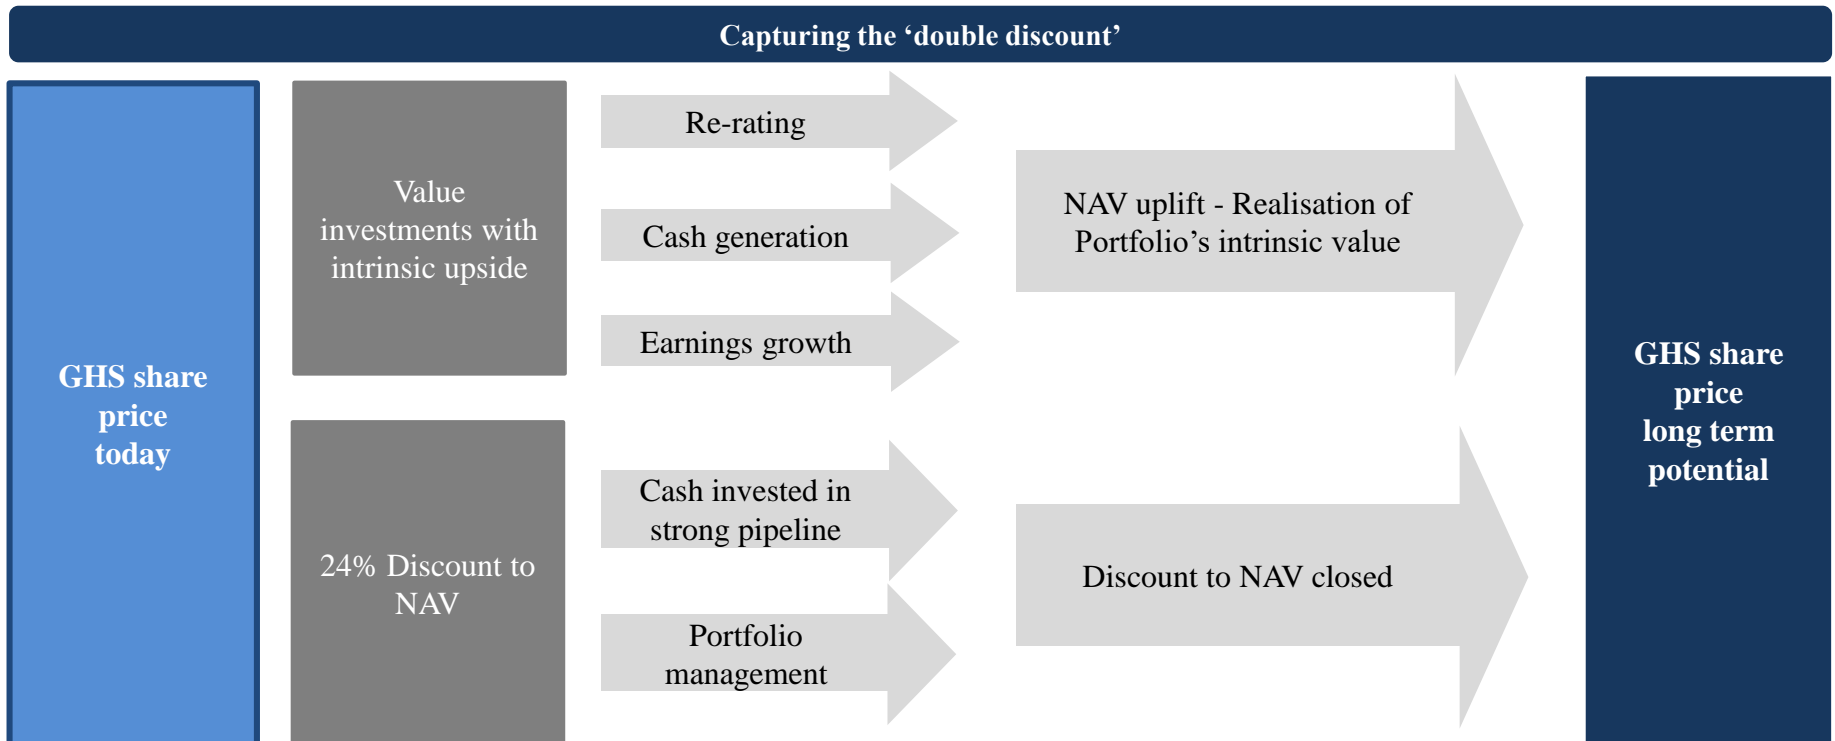 Capturing the ‘double discount’
GHS share
price
today
Value
investments with
intrinsic upside
Re-rating
Cash generation
Earnings growth
NAV uplift - Realisation of
Portfolio’s intrinsic value
24% Discount to
NAV
Cash invested in
strong pipeline
Portfolio
management
Discount to NAV closed
GHS share
price
long term
potential